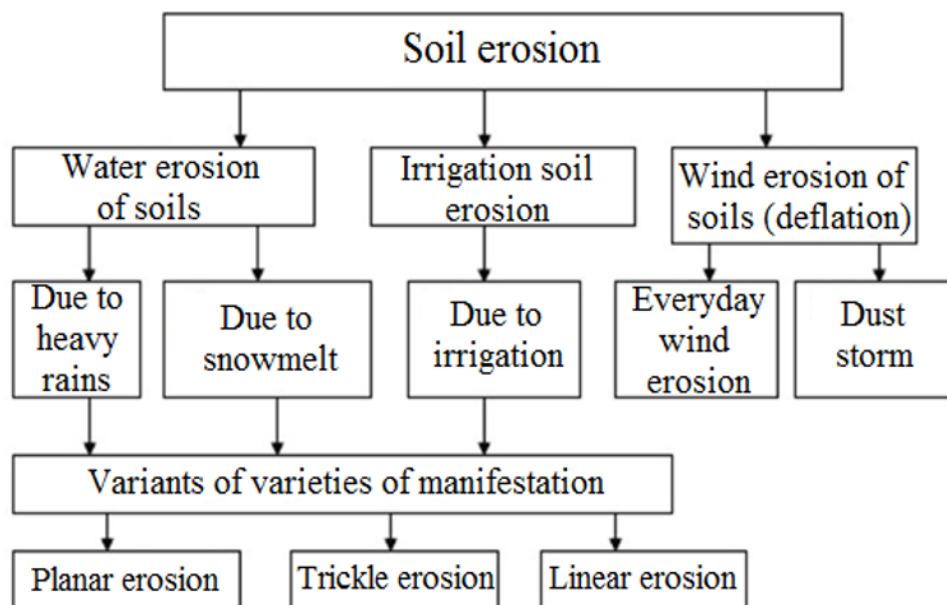 Soil erosion
Water erosion
of soils
Irrigation soil
erosion
Wind erosion of
soils (deflation)
Due to
heavy
rains
Due to
snowmelt
Due to
irrigation
Everyday
wind
erosion
Dust
storm
Variants of varieties of manifestation
Planar erosion
Trickle erosion
Linear erosion